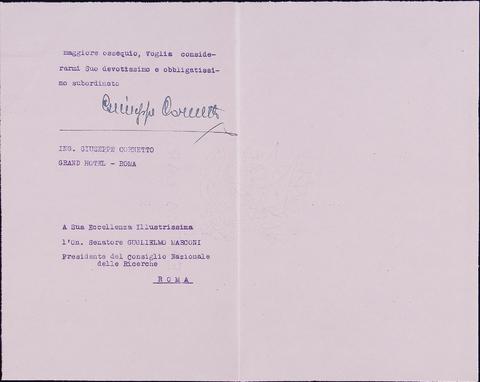 maggiore ossequio, Voglia conside-
rarmi Suo devotissimo e obbligatissi-
mo subordinato
Giuseppe Cornetto
ING. GIUSEPPE CORNETTO
GRAND HOTEL - ROMA
A Sua Eccellenza Illustrissima
l'On. Senatore GUGLIELMO MARCONI
Presidente del Consiglio Nazionale
delle Ricerche
ROMA